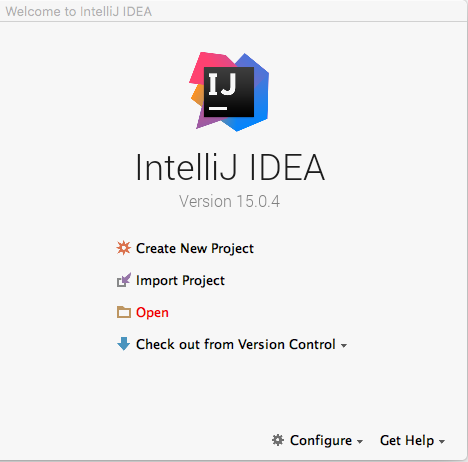 Welcome to IntelliJ IDEA
IJ
IntelliJ IDEA
Version 15.0.4
Create New Project
Import Project
Open
Check out from Version Control
Configure
Get Help